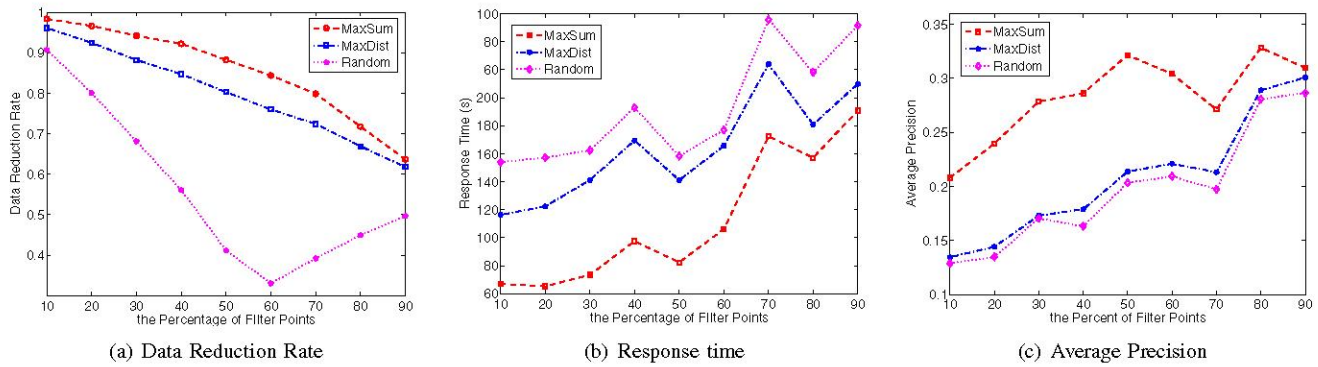 1
0.9
0.8
0.7
0.6
0.5
0.4
Data Reduction Rate
MaxSum
MaxDist
Random
10 20 30 40 50 60 70 80 90
the Percentage of FIlter Points
(a) Data Reduction Rate
100
80
60
200
180
160
140
120
100
80
60
Response Time (s)
MaxSum
MaxDist
Random
10 20 30 40 50 60 70 80 90
the Percentage of FIlter Points
(b) Response time
0.35
0.3
0.25
0.2
0.15
0.1
Average Precision
MaxSum
MaxDist
Random
10 20 30 40 50 60 70 80 90
the Percent of FIlter Points
(c) Average Precision